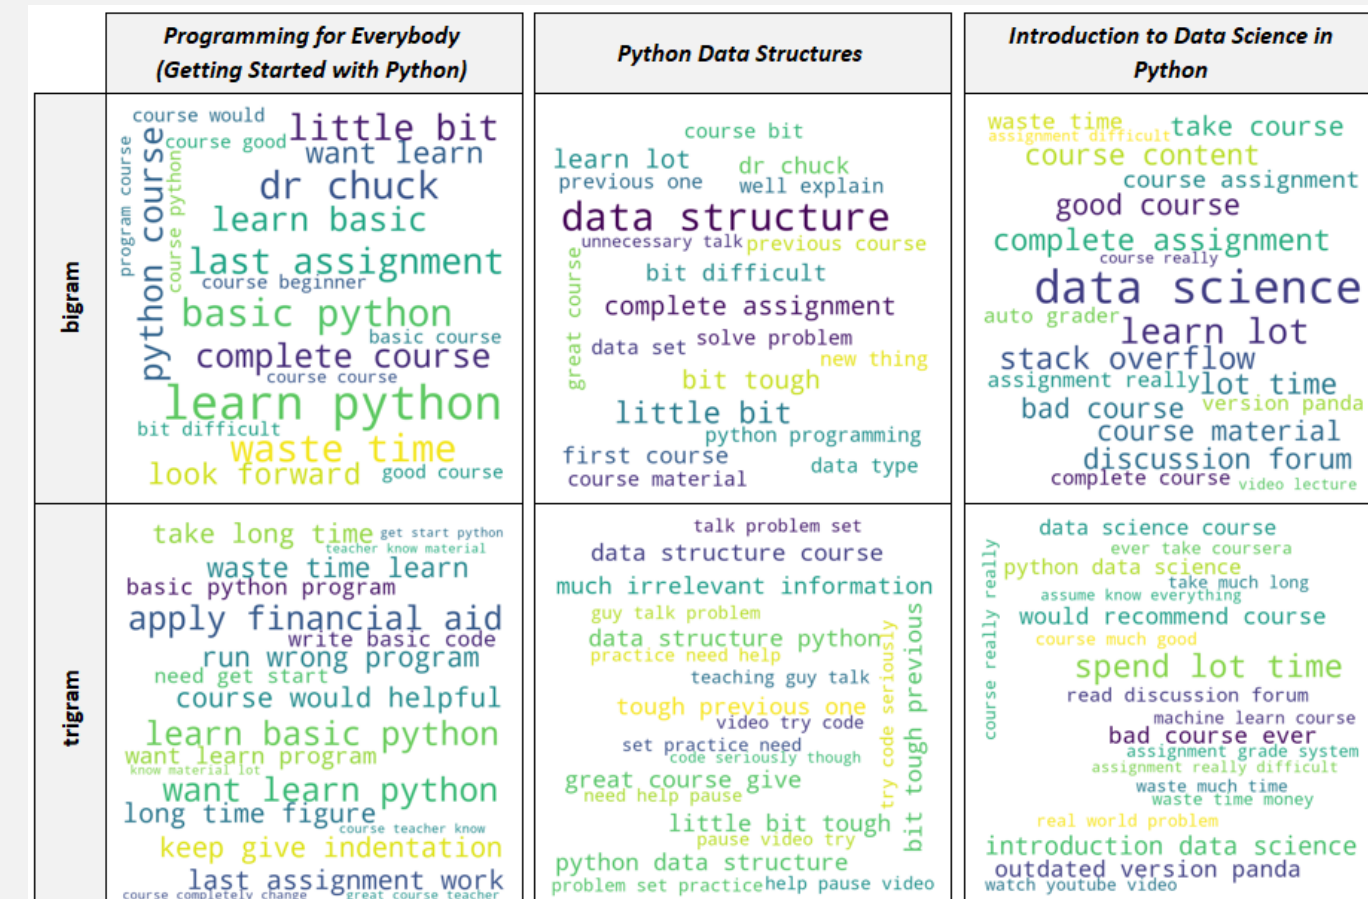 Programming for Everybody
(Getting Started with Python)
Python Data Structures
Introduction to Data Science in
Python
bigram
course would
little bit
course good
want learn
program course
python course
course python
dr chuck
learn basic
last assignment
course beginner
basic python
basic course
complete course
course course
learn python
bit difficult
waste time
look forward
good course
course bit
learn lot
dr chuck
previous one
well explain
data structure
unnecessary talk
previous course
great course
bit difficult
complete assignment
solve problem
data set
new thing
bit tough
little bit
python programming
first course
data type
course material
waste time
assignment difficult
take course
course content
course assignment
good course
complete assignment
course really
data science
auto grader
learn lot
stack overflow
assignment really
lot time
bad course
version panda
course material
discussion forum
complete course
video lecture
trigram
take long time
get start python
teacher know material
waste time learn
basic python program
apply financial aid
write basic code
run wrong program
need get start
course would helpful
learn basic python
want learn program
know material lot
want learn python
long time figure
course teacher know
keep give indentation
last assignment work
course completely change
great course teacher
talk problem set
data structure course
much irrelevant information
guy talk problem
data structure python
practice need help
teaching guy talk
tough previous one
video try code
set practice need
code seriously though
try code seriously
bit tough previous
great course give
need help pause
little bit tough
pause video try
python data structure
problem set practice
help pause video
data science course
ever take coursera
python data science
take much long
assume know everything
course really really
would recommend course
course much good
spend lot time
read discussion forum
machine learn course
bad course ever
assignment grade system
assignment really difficult
waste much time
waste time money
real world problem
introduction data science
outdated version panda
watch youtube video